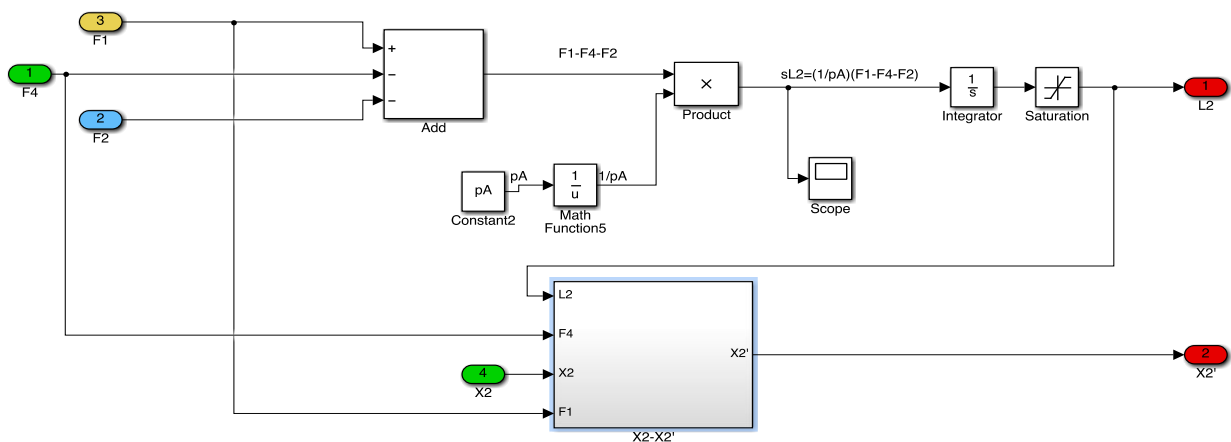 3
F1
1
F4
2
F2
+
−
−
Add
F1-F4-F2
×
Product
sL2=(1/pA)(F1-F4-F2)
1
s
Integrator
Saturation
1
L2
pA
Constant2
pA
1
u
Math
Function5
1/pA
Scope
L2
F4
X2
F1
X2'
X2-X2'
4
X2
2
X2'